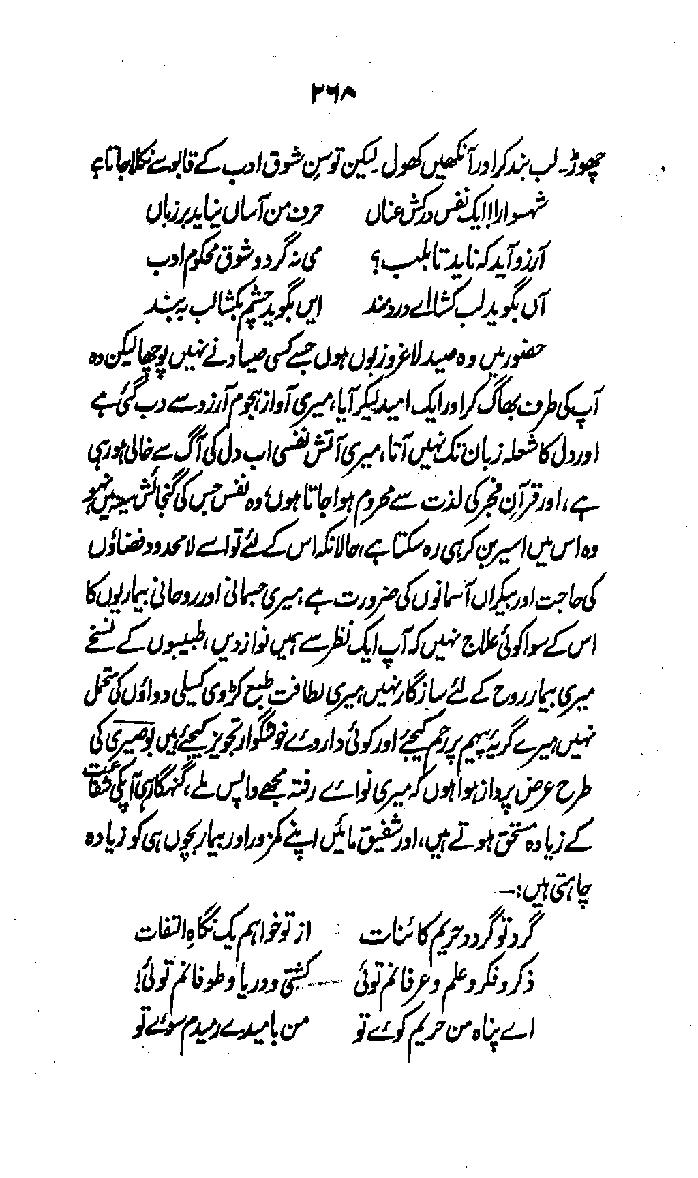 ۲۶۸
چھوڑ۔ لب بند کر اور آنکھیں کھول۔ لیکن توسنِ شوق ادب کے قابو سے نکلا جاتا ہے
شہسوارا! ایک نفس درکش عناں    حرف من آساں نیاید بر زباں
آرزو آید کہ ناید تا بلب؟    می نہ گردد شوق محکوم ادب
آں بگوید لب کشا اے دردمند    ایں بگوید چشم بکشا لب بہ بند
حضور میں وہ صید لاغر و زبوں ہوں جسے کسی صیاد نے نہیں پوچھا لیکن وہ
آپ کی طرف بھاگ کر اور ایک امید لیکر آیا، میری آواز ہجوم آرزو سے دب گئی ہے
اور دل کا شعلہ زبان تک نہیں آتا، میری آتش نفسی اب دل کی آگ سے خالی ہو رہی
ہے، اور قرآنِ فجر کی لذت سے محروم ہوا جاتا ہوں، وہ نفس جس کی گنجائش سینہ میں نہ ہو
وہ اس میں اسیر بن کر ہی رہ سکتا ہے، حالانکہ اس کے لئے تو اسے لا محدود فضاؤں
کی حاجت اور بیکراں آسمانوں کی ضرورت ہے، میری جسمانی اور روحانی بیماریوں کا
اس کے سوا کوئی علاج نہیں کہ آپ ایک نظر سے ہمیں نواز دیں، طبیبوں کے نسخے
میری بیمار روح کے لئے سازگار نہیں، میری لطافت طبع کڑوی کسیلی دواؤں کی متحمل
نہیں، میرے گریۂ پیہم پر رحم کیجئے اور کوئی داروئے خوشگوار تجویز کیجئے، میں بوصیری کی
طرح عرض پرداز ہوا ہوں کہ میری نوائے رفتہ مجھے واپس ملے، گنہگار ہی آپکی شفاعت
کے زیادہ مستحق ہوتے ہیں، اور شفیق مائیں اپنے کمزور اور بیمار بچوں ہی کو زیادہ
چاہتی ہیں:۔
گردِ تو گردد حریم کائنات    از تو خواہم یک نگاہِ التفات
ذکر و فکر و علم و عرفانم توئی    کشتی و دریا و طوفانم توئی!
اے پناہ من حریم کوئے تو    من بامیدے رمیدم سوئے تو